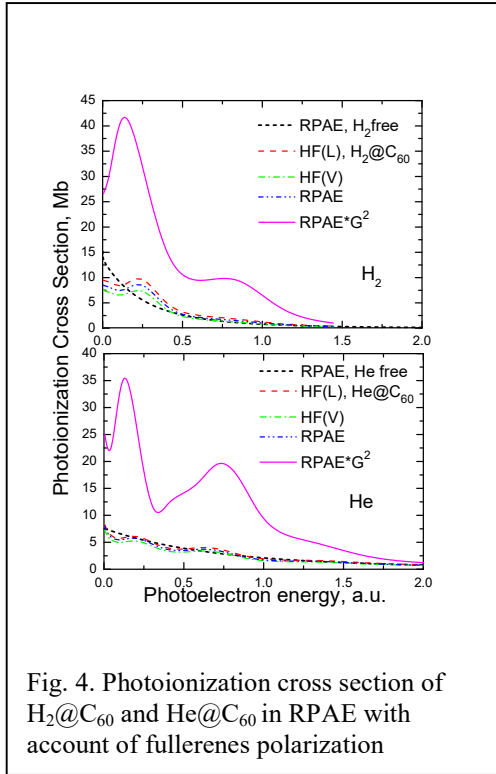 45
40
35
30
25
20
15
10
5
0
RPAE, H₂free
HF(L), H₂@C₆₀
HF(V)
RPAE
RPAE*G²
H₂
0.0 0.5 1.0 1.5 2.0
Photoionization Cross Section, Mb
40
35
30
25
20
15
10
5
0
RPAE, He free
HF(L), He@C₆₀
HF(V)
RPAE
RPAE*G²
He
0.0 0.5 1.0 1.5 2.0
Photoelectron energy, a.u.
Fig. 4. Photoionization cross section of
H₂@C₆₀ and He@C₆₀ in RPAE with
account of fullerenes polarization